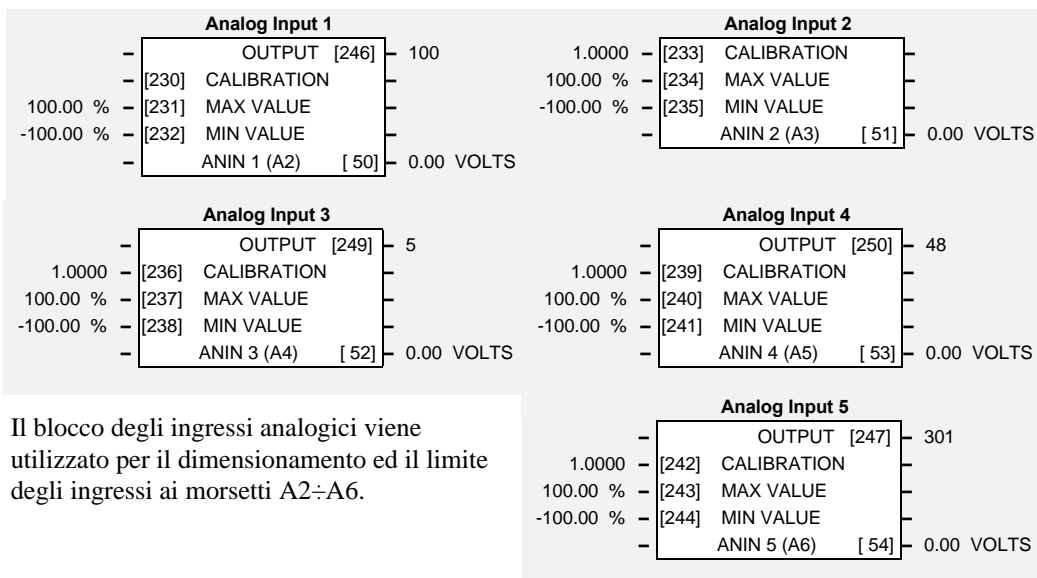 Analog Input 1
OUTPUT [246] – 100
– [230] CALIBRATION –
100.00 % – [231] MAX VALUE –
-100.00 % – [232] MIN VALUE –
– ANIN 1 (A2) [ 50] – 0.00 VOLTS
Analog Input 2
1.0000 – [233] CALIBRATION –
100.00 % – [234] MAX VALUE –
-100.00 % – [235] MIN VALUE –
– ANIN 2 (A3) [ 51] – 0.00 VOLTS
Analog Input 3
– OUTPUT [249] – 5
1.0000 – [236] CALIBRATION –
100.00 % – [237] MAX VALUE –
-100.00 % – [238] MIN VALUE –
– ANIN 3 (A4) [ 52] – 0.00 VOLTS
Analog Input 4
– OUTPUT [250] – 48
1.0000 – [239] CALIBRATION –
100.00 % – [240] MAX VALUE –
-100.00 % – [241] MIN VALUE –
– ANIN 4 (A5) [ 53] – 0.00 VOLTS
Il blocco degli ingressi analogici viene
utilizzato per il dimensionamento ed il limite
degli ingressi ai morsetti A2÷A6.
Analog Input 5
– OUTPUT [247] – 301
1.0000 – [242] CALIBRATION –
100.00 % – [243] MAX VALUE –
-100.00 % – [244] MIN VALUE –
– ANIN 5 (A6) [ 54] – 0.00 VOLTS